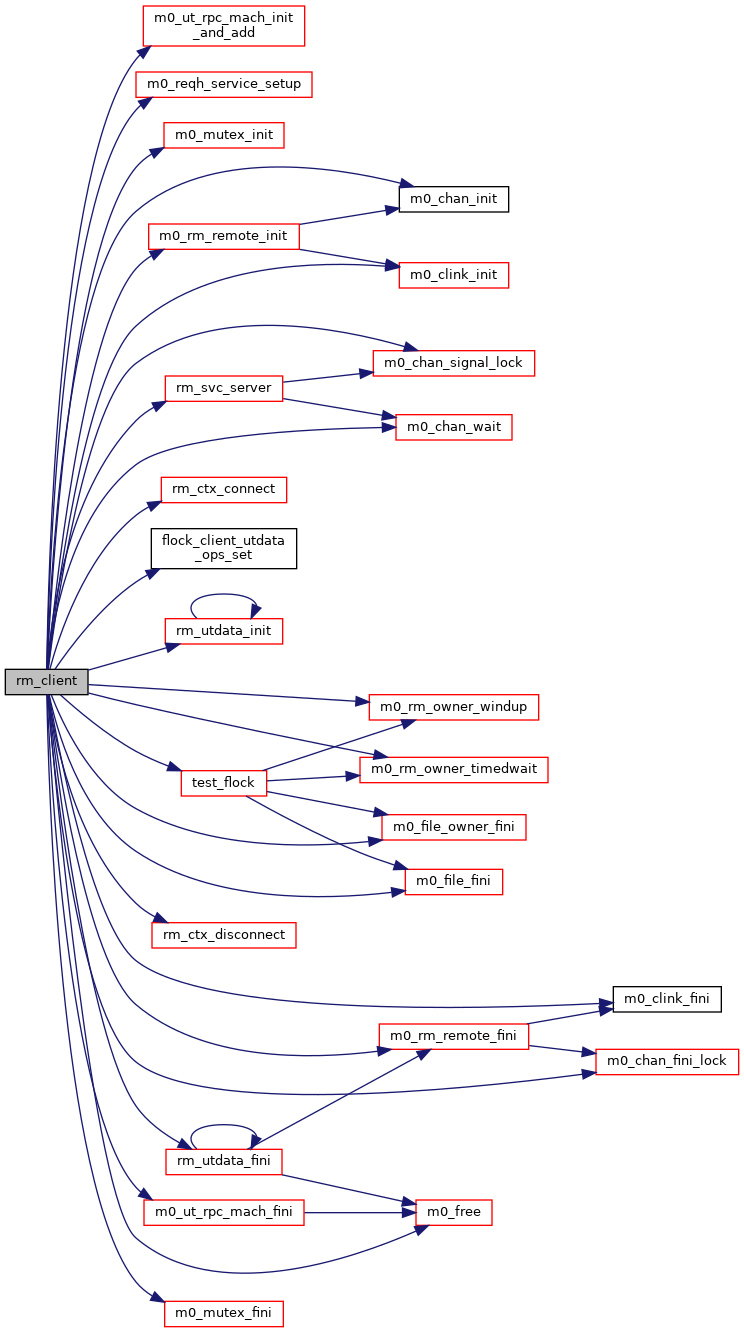 m0_ut_rpc_mach_init
_and_add
m0_reqh_service_setup
m0_mutex_init
m0_chan_init
m0_rm_remote_init
m0_clink_init
m0_chan_signal_lock
rm_svc_server
m0_chan_wait
rm_ctx_connect
flock_client_utdata
_ops_set
rm_utdata_init
rm_client
m0_rm_owner_windup
m0_rm_owner_timedwait
test_flock
m0_file_owner_fini
m0_file_fini
rm_ctx_disconnect
m0_clink_fini
m0_rm_remote_fini
m0_chan_fini_lock
rm_utdata_fini
m0_ut_rpc_mach_fini
m0_free
m0_mutex_fini